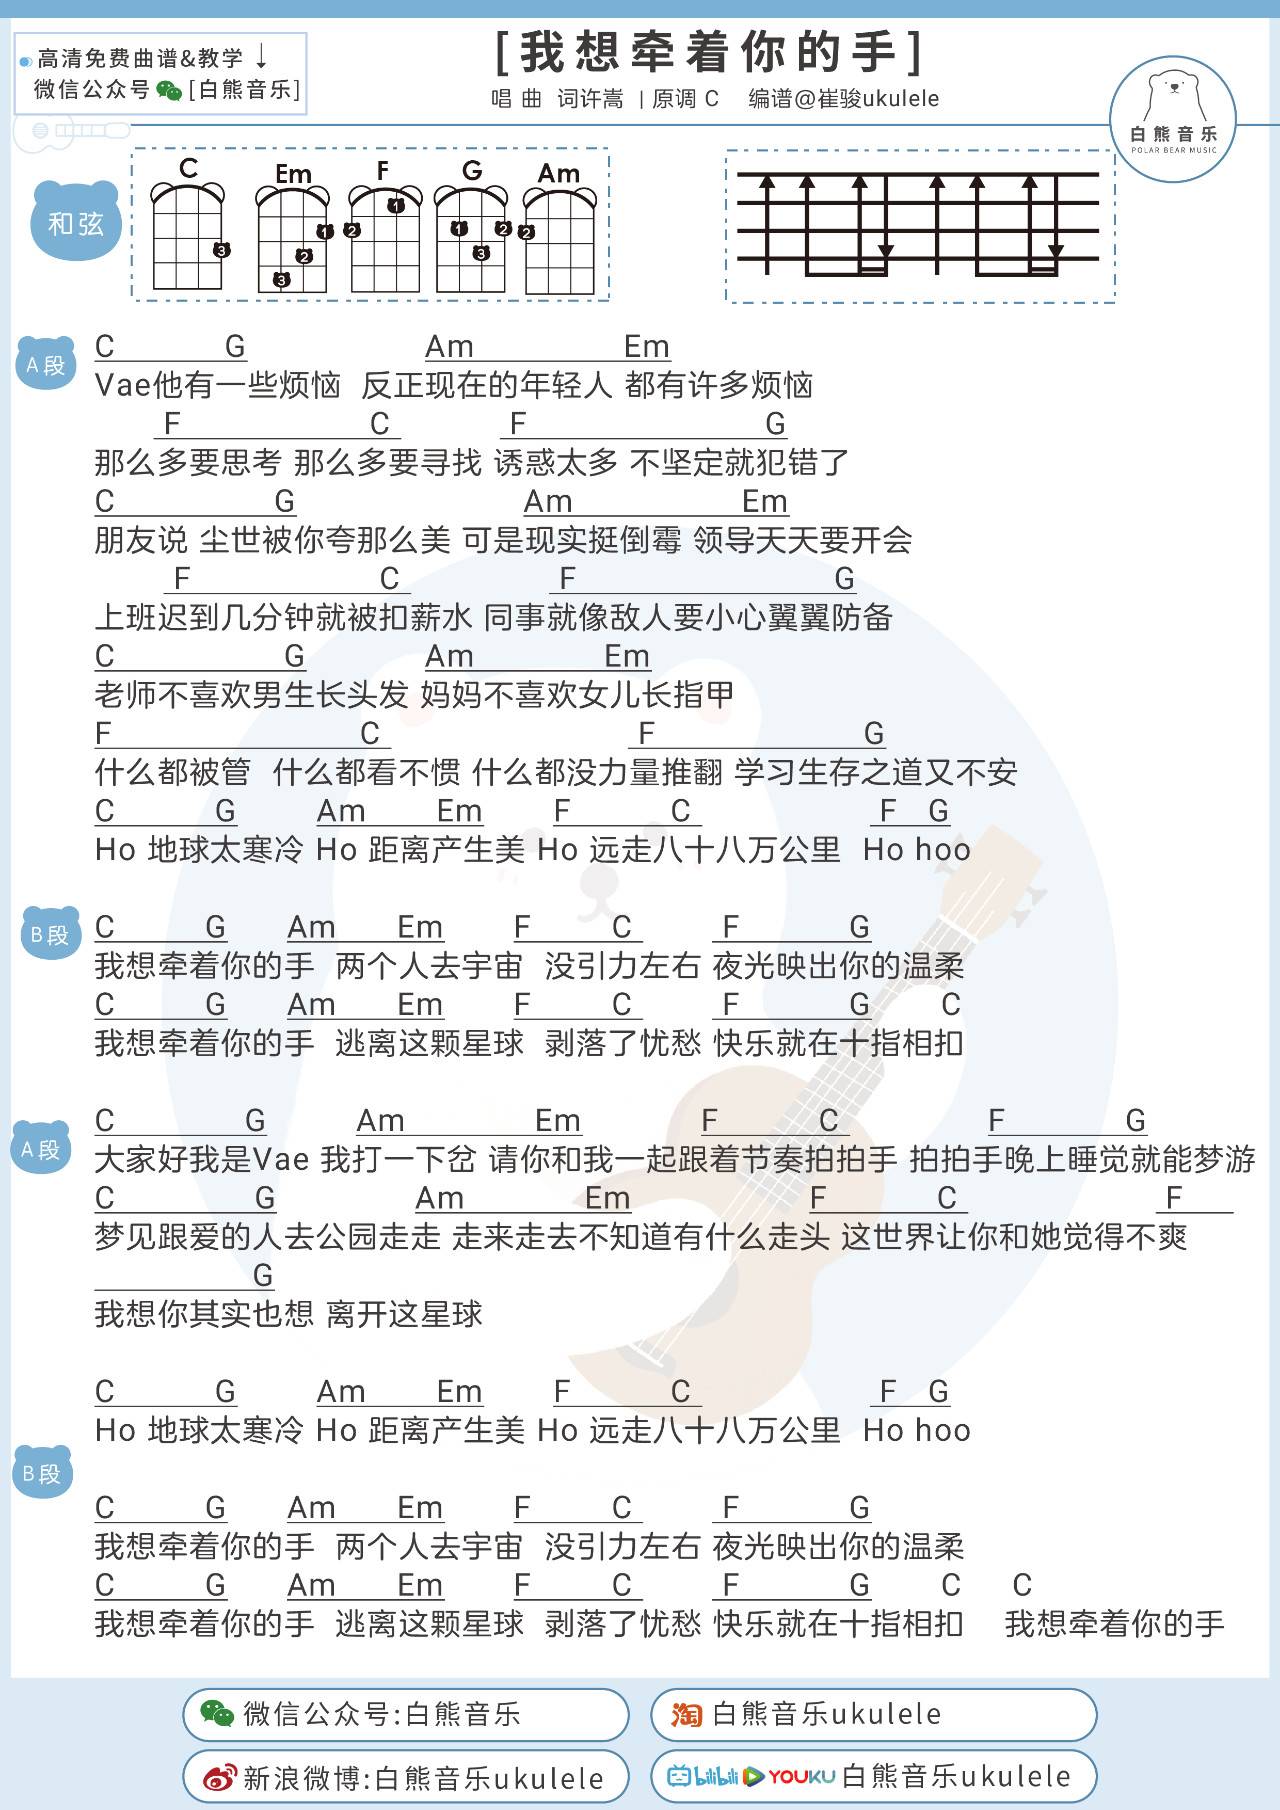 高清免费曲谱&教学 ↓
微信公众号 [白熊音乐]
[我想牵着你的手]
唱 曲 词许嵩 | 原调 C 编谱@崔骏ukulele
白熊音乐
POLAR BEAR MUSIC
和弦
C Em F G Am
3 1 2 3 1 2 1 2 3 2
A段
C G Am Em
Vae他有一些烦恼 反正现在的年轻人 都有许多烦恼
F C F G
那么多要思考 那么多要寻找 诱惑太多 不坚定就犯错了
C G Am Em
朋友说 尘世被你夸那么美 可是现实挺倒霉 领导天天要开会
F C F G
上班迟到几分钟就被扣薪水 同事就像敌人要小心翼翼防备
C G Am Em
老师不喜欢男生长头发 妈妈不喜欢女儿长指甲
F C F G
什么都被管 什么都看不惯 什么都没力量推翻 学习生存之道又不安
C G Am Em F C F G
Ho 地球太寒冷 Ho 距离产生美 Ho 远走八十八万公里 Ho hoo
B段
C G Am Em F C F G
我想牵着你的手 两个人去宇宙 没引力左右 夜光映出你的温柔
C G Am Em F C F G C
我想牵着你的手 逃离这颗星球 剥落了忧愁 快乐就在十指相扣
A段
C G Am Em F C F G
大家好我是Vae 我打一下岔 请你和我一起跟着节奏拍拍手 拍拍手晚上睡觉就能梦游
C G Am Em F C F
梦见跟爱的人去公园走走 走来走去不知道有什么走头 这世界让你和她觉得不爽
G
我想你其实也想 离开这星球
C G Am Em F C F G
Ho 地球太寒冷 Ho 距离产生美 Ho 远走八十八万公里 Ho hoo
B段
C G Am Em F C F G
我想牵着你的手 两个人去宇宙 没引力左右 夜光映出你的温柔
C G Am Em F C F G C C
我想牵着你的手 逃离这颗星球 剥落了忧愁 快乐就在十指相扣 我想牵着你的手
微信公众号:白熊音乐
淘 白熊音乐ukulele
新浪微博:白熊音乐ukulele
bilibili YOUKU 白熊音乐ukulele